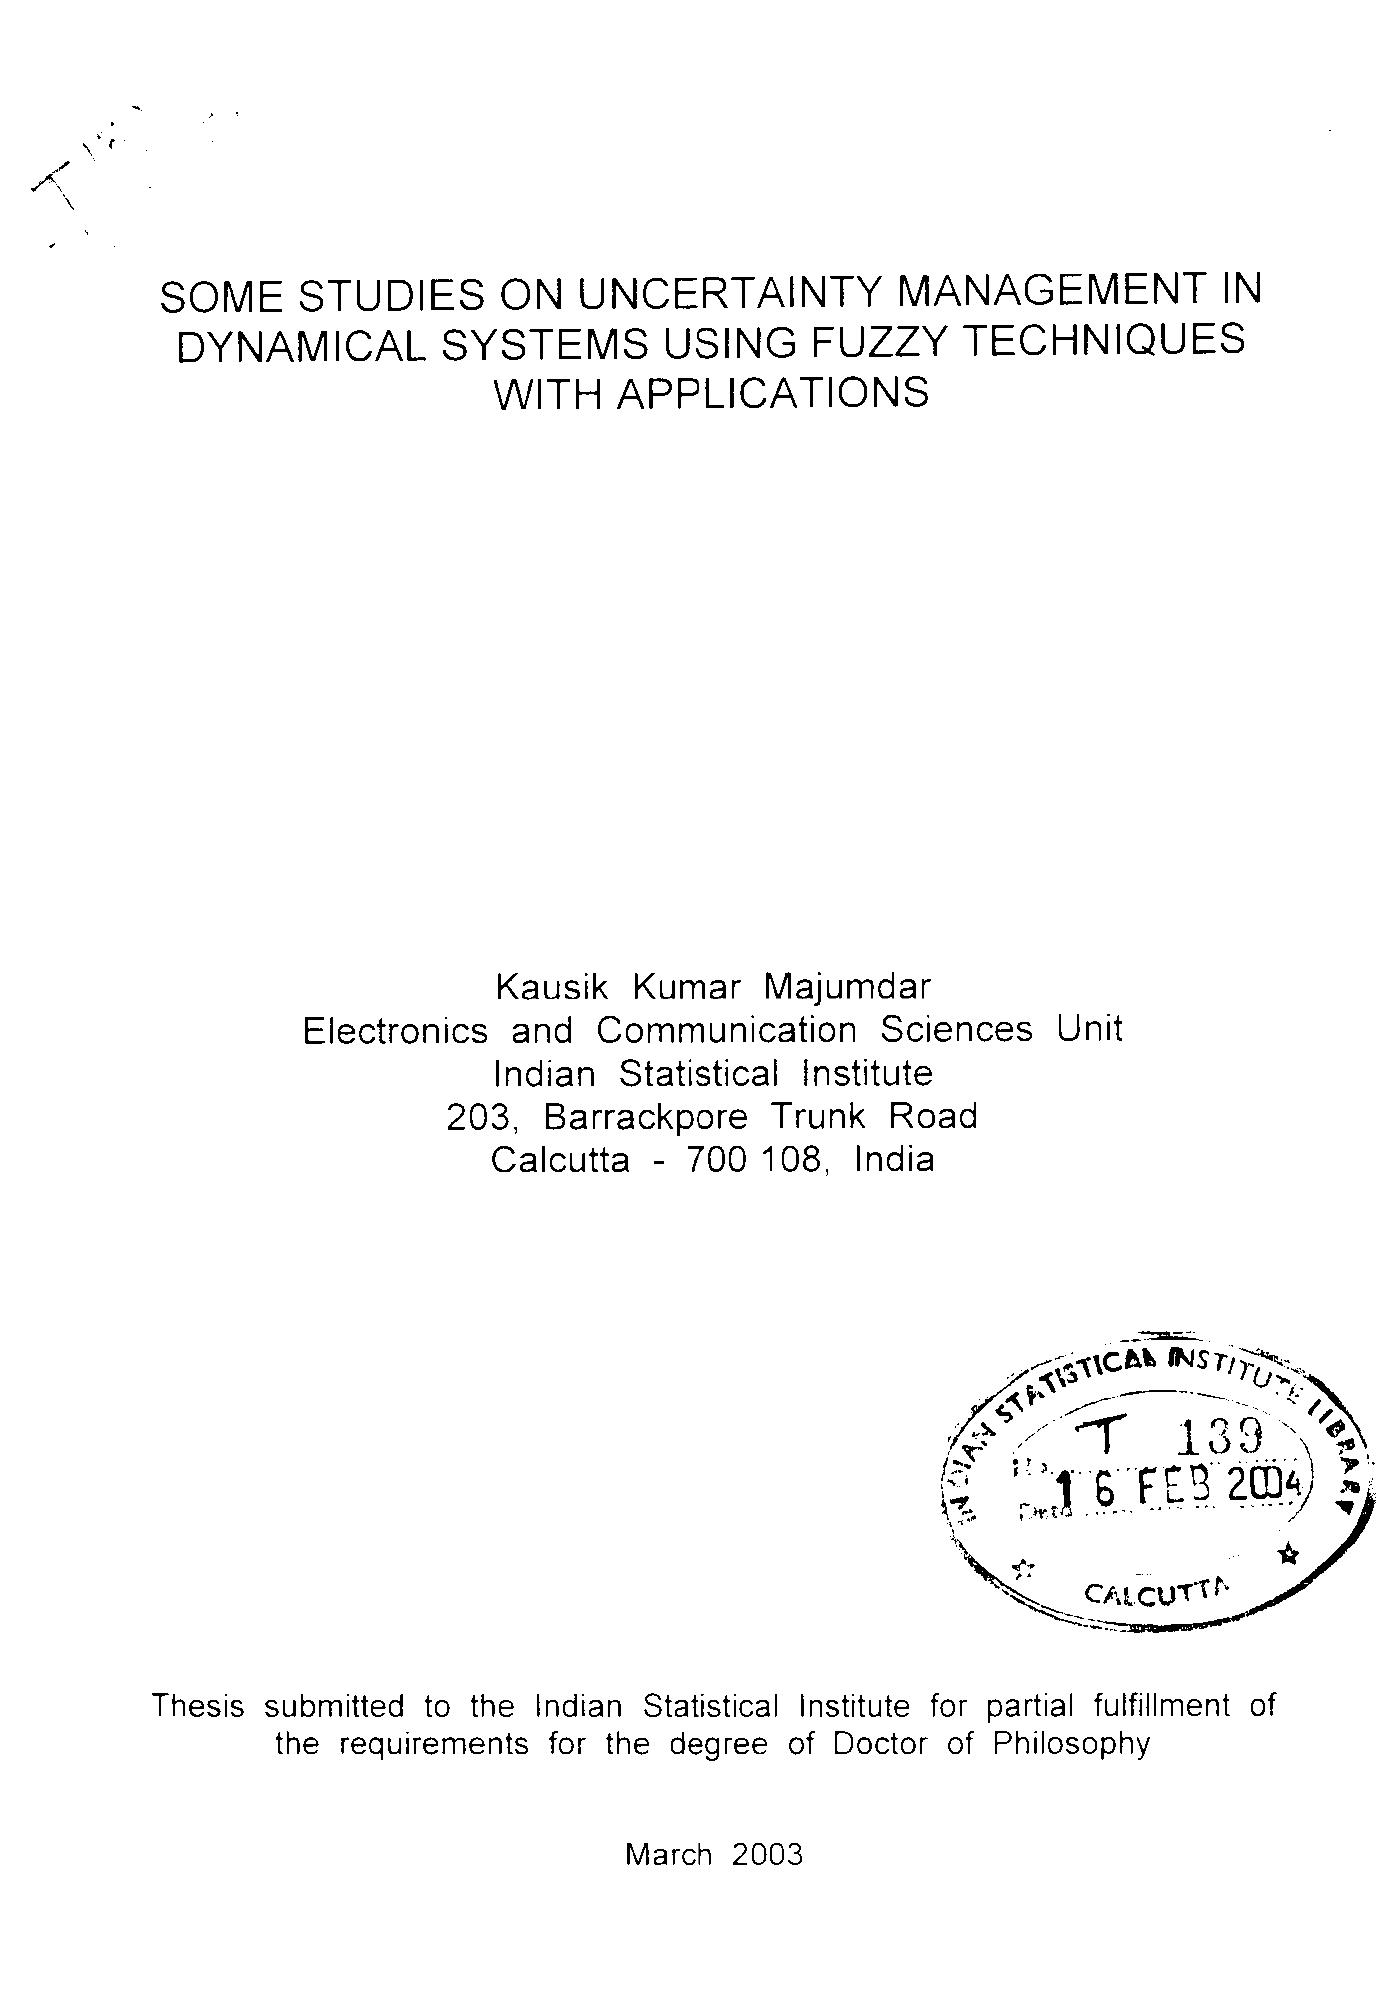 SOME STUDIES ON UNCERTAINTY MANAGEMENT IN
DYNAMICAL SYSTEMS USING FUZZY TECHNIQUES
WITH APPLICATIONS
Kausik Kumar Majumdar
Electronics and Communication Sciences Unit
Indian Statistical Institute
203, Barrackpore Trunk Road
Calcutta - 700 108, India
INDIAN STATISTICAL INSTITUTE LIBRARY
T 139
16 FEB 2004
CALCUTTA
Thesis submitted to the Indian Statistical Institute for partial fulfillment of
the requirements for the degree of Doctor of Philosophy
March 2003